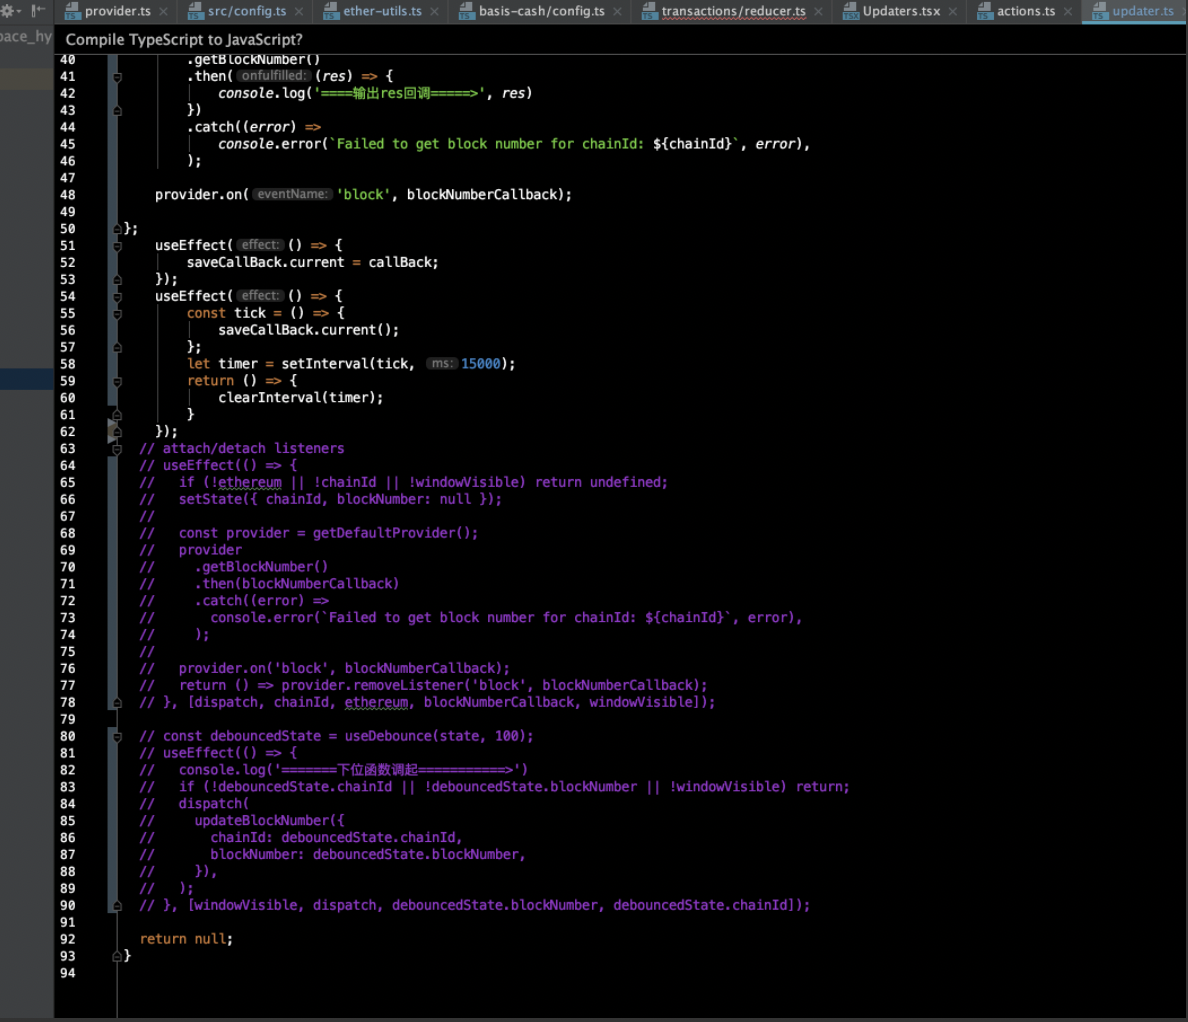 provider.ts × src/config.ts × ether-utils.ts × basis-cash/config.ts × transactions/reducer.ts × Updaters.tsx × actions.ts × updater.ts
pace_hy
Compile TypeScript to JavaScript?
40 .getBlockNumber()
41 .then( onfulfilled: (res) => {
42 console.log('====输出res回调=====>', res)
43 })
44 .catch((error) =>
45 console.error(`Failed to get block number for chainId: ${chainId}`, error),
46 );
47
48 provider.on( eventName: 'block', blockNumberCallback);
49
50 };
51 useEffect( effect: () => {
52 saveCallBack.current = callBack;
53 });
54 useEffect( effect: () => {
55 const tick = () => {
56 saveCallBack.current();
57 };
58 let timer = setInterval(tick, ms: 15000);
59 return () => {
60 clearInterval(timer);
61 }
62 });
63 // attach/detach listeners
64 // useEffect(() => {
65 // if (!ethereum || !chainId || !windowVisible) return undefined;
66 // setState({ chainId, blockNumber: null });
67 //
68 // const provider = getDefaultProvider();
69 // provider
70 // .getBlockNumber()
71 // .then(blockNumberCallback)
72 // .catch((error) =>
73 // console.error(`Failed to get block number for chainId: ${chainId}`, error),
74 // );
75 //
76 // provider.on('block', blockNumberCallback);
77 // return () => provider.removeListener('block', blockNumberCallback);
78 // }, [dispatch, chainId, ethereum, blockNumberCallback, windowVisible]);
79
80 // const debouncedState = useDebounce(state, 100);
81 // useEffect(() => {
82 // console.log('=======下位函数调起===========>')
83 // if (!debouncedState.chainId || !debouncedState.blockNumber || !windowVisible) return;
84 // dispatch(
85 // updateBlockNumber({
86 // chainId: debouncedState.chainId,
87 // blockNumber: debouncedState.blockNumber,
88 // }),
89 // );
90 // }, [windowVisible, dispatch, debouncedState.blockNumber, debouncedState.chainId]);
91
92 return null;
93 }
94